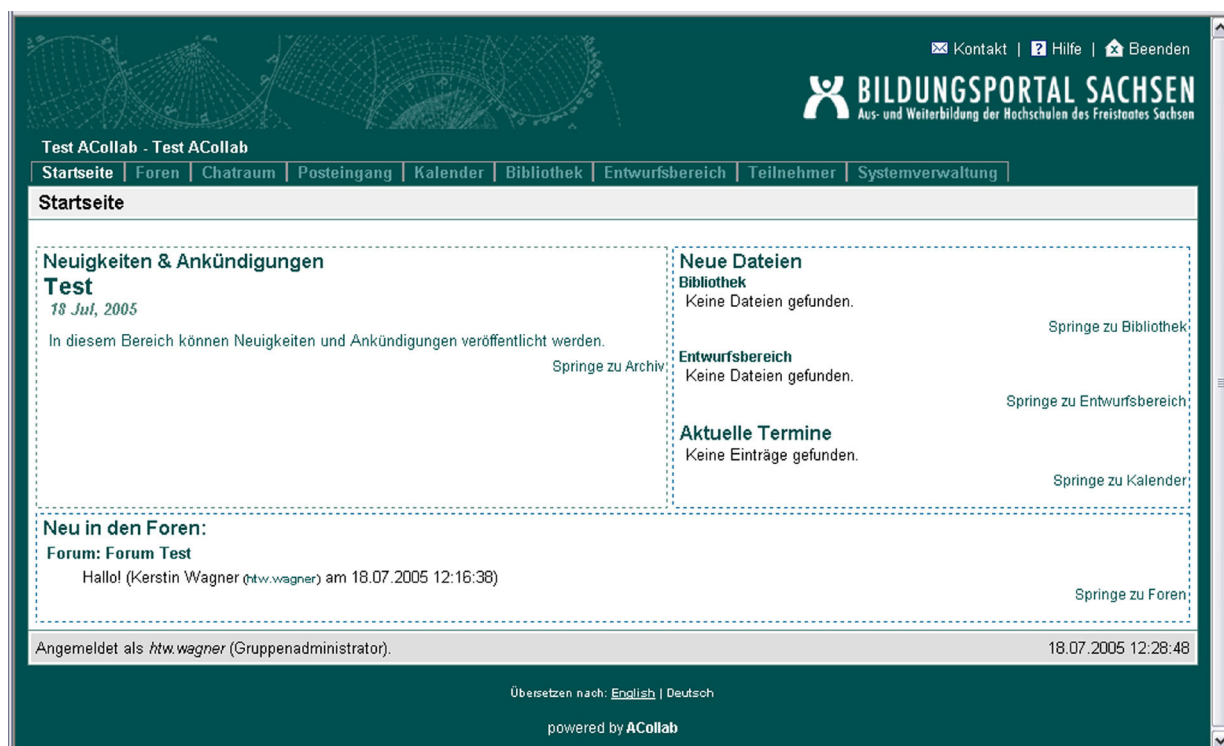 Kontakt | Hilfe | Beenden
BILDUNGSPORTAL SACHSEN
Aus- und Weiterbildung der Hochschulen des Freistaates Sachsen
Test ACollab - Test ACollab
Startseite | Foren | Chatraum | Posteingang | Kalender | Bibliothek | Entwurfsbereich | Teilnehmer | Systemverwaltung
Startseite
Neuigkeiten & Ankündigungen
Test
18 Jul, 2005
In diesem Bereich können Neuigkeiten und Ankündigungen veröffentlicht werden.
Springe zu Archiv
Neue Dateien
Bibliothek
Keine Dateien gefunden.
Springe zu Bibliothek
Entwurfsbereich
Keine Dateien gefunden.
Springe zu Entwurfsbereich
Aktuelle Termine
Keine Einträge gefunden.
Springe zu Kalender
Neu in den Foren:
Forum: Forum Test
Hallo! (Kerstin Wagner (htw.wagner) am 18.07.2005 12:16:38)
Springe zu Foren
Angemeldet als htw.wagner (Gruppenadministrator). 18.07.2005 12:28:48
Übersetzen nach: English | Deutsch
powered by ACollab